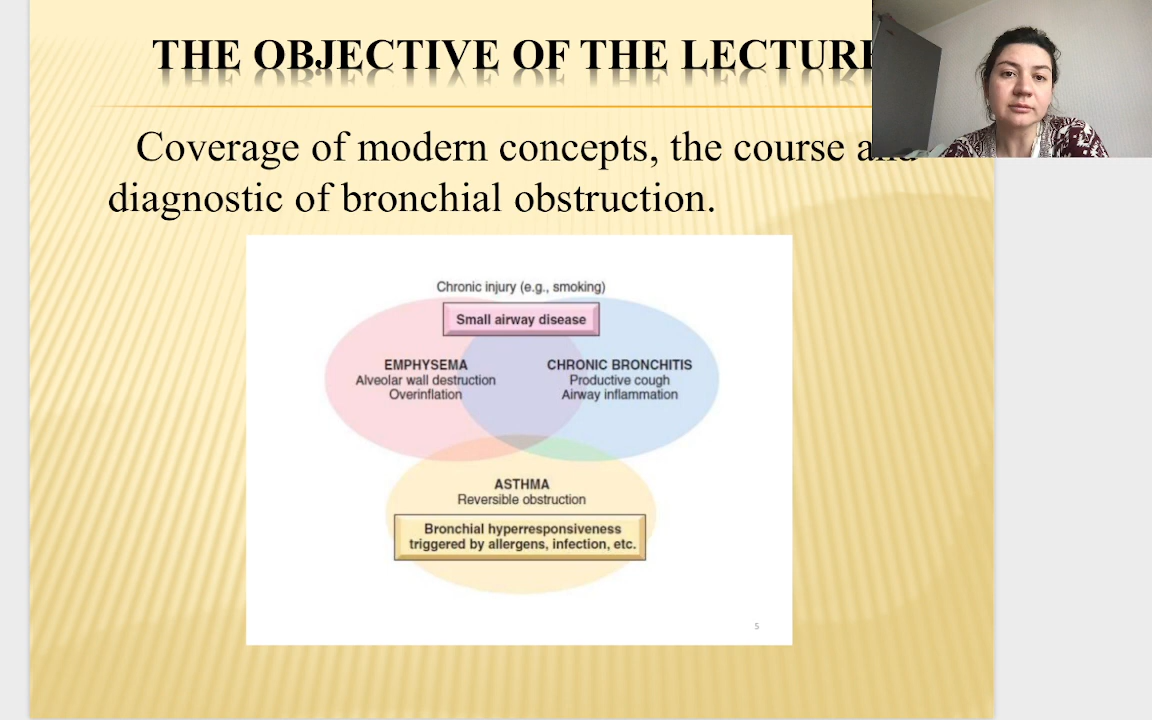 THE OBJECTIVE OF THE LECTURE
Coverage of modern concepts, the course and
diagnostic of bronchial obstruction.
Chronic injury (e.g., smoking)
Small airway disease
EMPHYSEMA
Alveolar wall destruction
Overinflation
CHRONIC BRONCHITIS
Productive cough
Airway inflammation
ASTHMA
Reversible obstruction
Bronchial hyperresponsiveness
triggered by allergens, infection, etc.
5